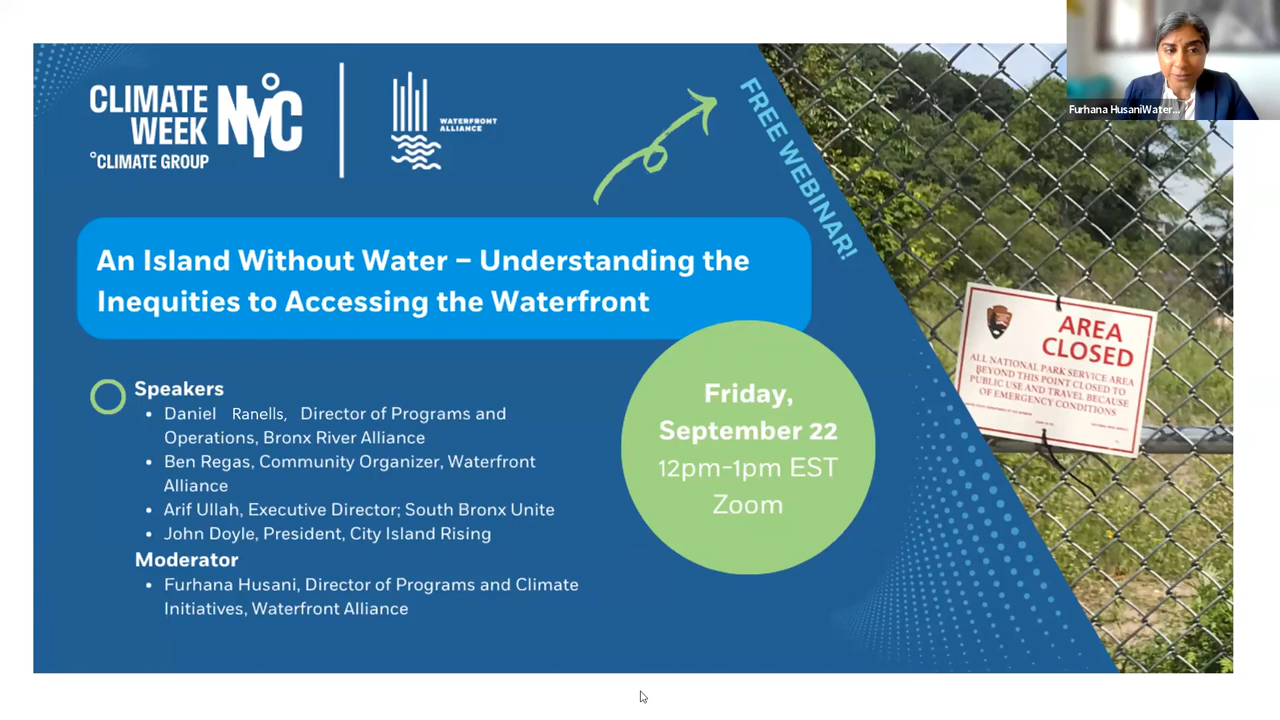 CLIMATE
WEEK
NYC
°CLIMATE GROUP
WATERFRONT
ALLIANCE
FREE WEBINAR!
Furhana HusaniWater...
An Island Without Water – Understanding the
Inequities to Accessing the Waterfront
Speakers
• Daniel Ranells, Director of Programs and
Operations, Bronx River Alliance
• Ben Regas, Community Organizer, Waterfront
Alliance
• Arif Ullah, Executive Director; South Bronx Unite
• John Doyle, President, City Island Rising
Moderator
• Furhana Husani, Director of Programs and Climate
Initiatives, Waterfront Alliance
Friday,
September 22
12pm-1pm EST
Zoom
AREA
CLOSED
ALL NATIONAL PARK SERVICE AREA
BEYOND THIS POINT CLOSED TO
PUBLIC USE AND TRAVEL BECAUSE
OF EMERGENCY CONDITIONS